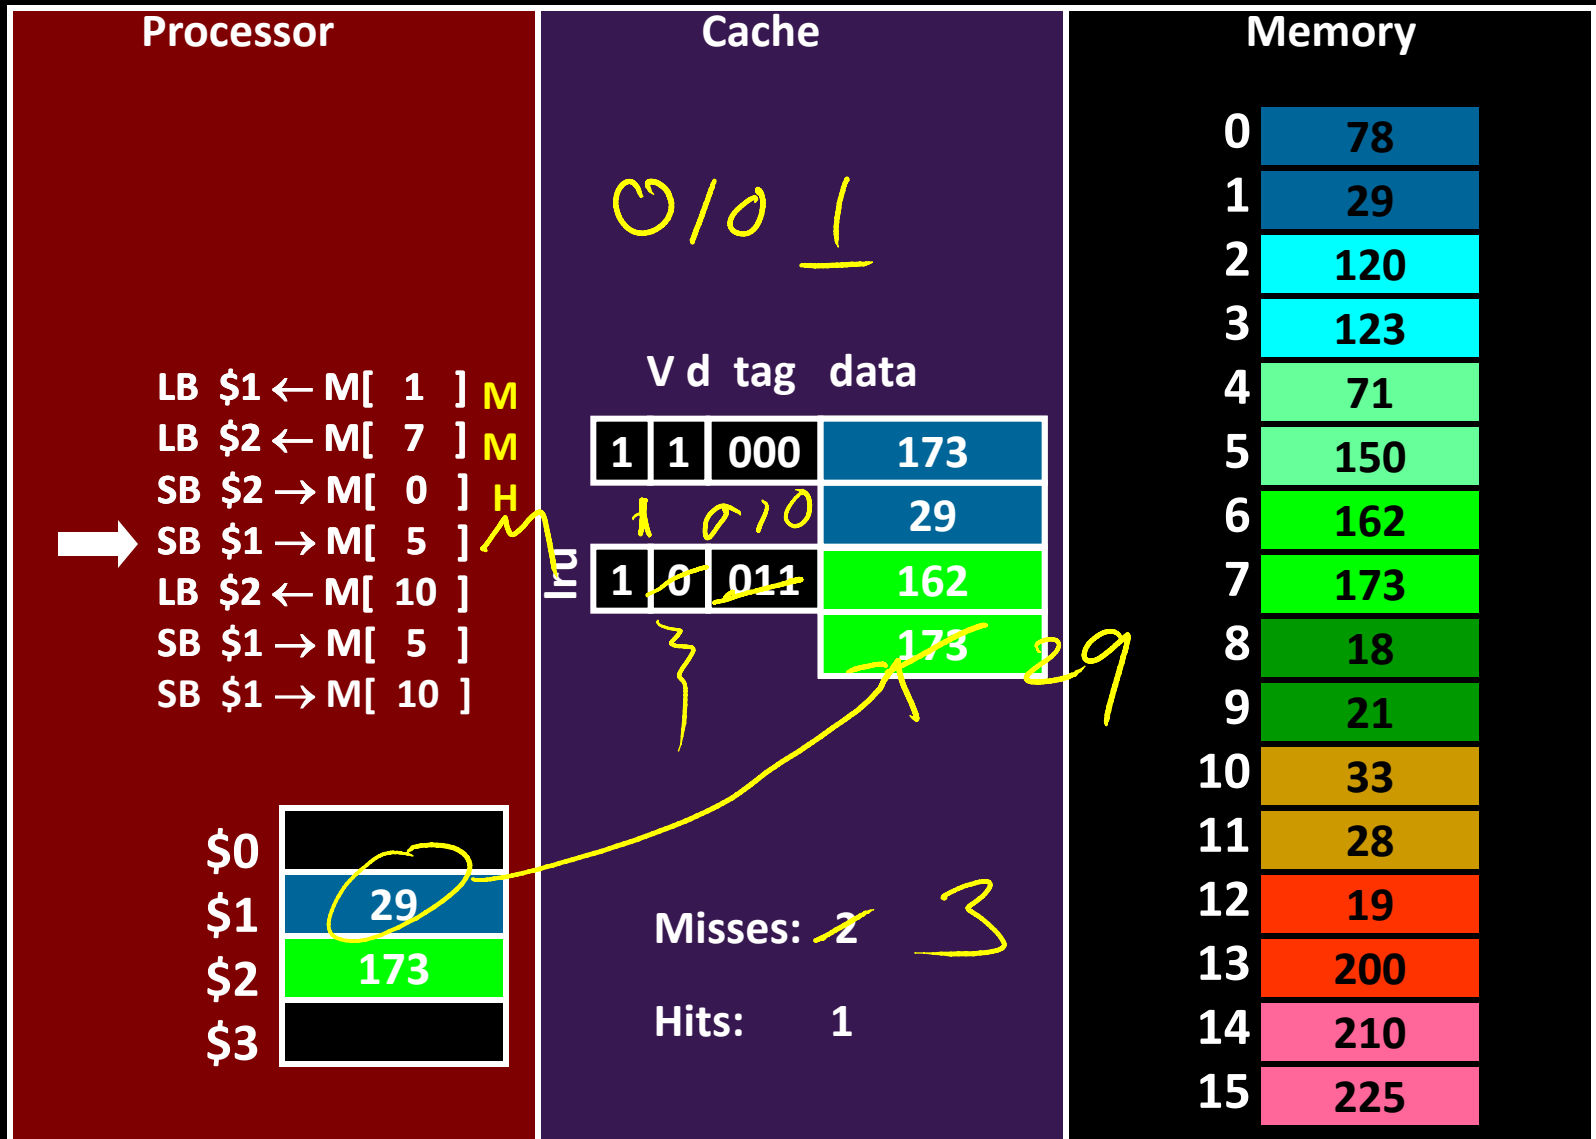 Processor
LB $1 ← M[ 1 ] M
LB $2 ← M[ 7 ] M
SB $2 → M[ 0 ] H
SB $1 → M[ 5 ] M
LB $2 ← M[ 10 ]
SB $1 → M[ 5 ]
SB $1 → M[ 10 ]
$0
$1 29
$2 173
$3
Cache
0101
V d tag data
1 1 000 173
1 010 29
lru 1 0 011 162
173 29
Misses: 2 3
Hits: 1
Memory
0 78
1 29
2 120
3 123
4 71
5 150
6 162
7 173
8 18
9 21
10 33
11 28
12 19
13 200
14 210
15 225